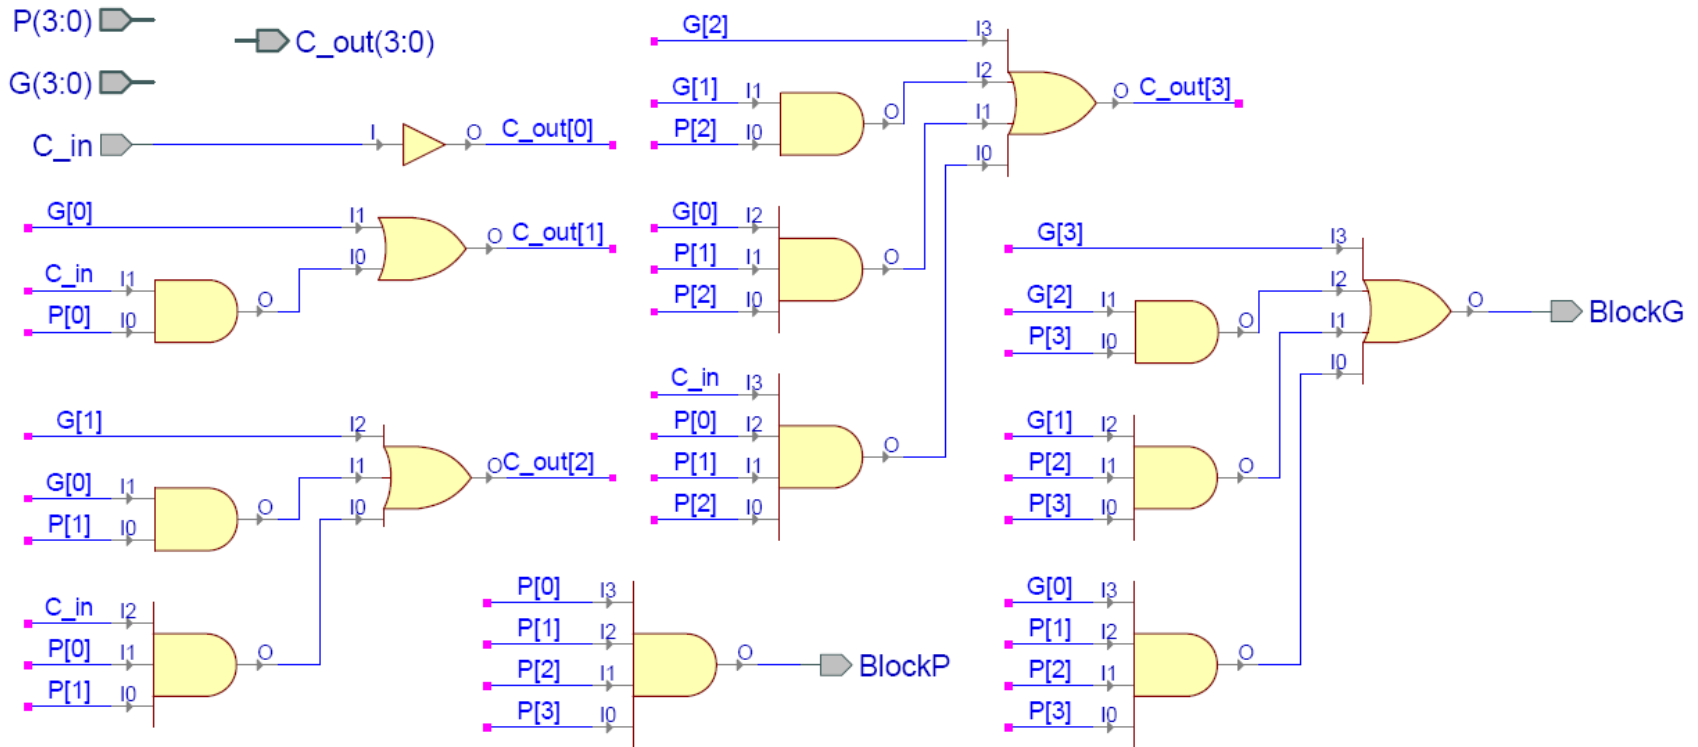 P(3:0)
C_out(3:0)
G(3:0)
C_in
I
O
C_out[0]
G[0]
I1
I0
O
C_out[1]
C_in
I1
P[0]
I0
O
G[1]
I2
I1
I0
O
C_out[2]
G[0]
I1
P[1]
I0
O
C_in
I2
P[0]
I1
P[1]
I0
O
G[2]
I3
I2
I1
I0
O
C_out[3]
G[1]
I1
P[2]
I0
O
G[0]
I2
P[1]
I1
P[2]
I0
O
C_in
I3
P[0]
I2
P[1]
I1
P[2]
I0
O
P[0]
I3
P[1]
I2
P[2]
I1
P[3]
I0
O
BlockP
G[3]
I3
I2
I1
I0
O
BlockG
G[2]
I1
P[3]
I0
O
G[1]
I2
P[2]
I1
P[3]
I0
O
G[0]
I3
P[1]
I2
P[2]
I1
P[3]
I0
O